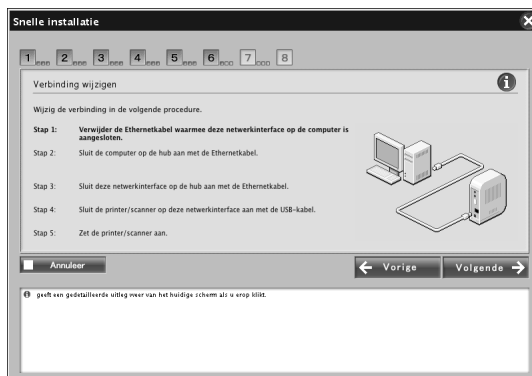 Snelle installatie
1 2 3 4 5 6 7 8
Verbinding wijzigen
Wijzig de verbinding in de volgende procedure.
Stap 1: Verwijder de Ethernetkabel waarmee deze netwerkinterface op de computer is
aangesloten.
Stap 2: Sluit de computer op de hub aan met de Ethernetkabel.
Stap 3: Sluit deze netwerkinterface op de hub aan met de Ethernetkabel.
Stap 4: Sluit de printer/scanner op deze netwerkinterface aan met de USB-kabel.
Stap 5: Zet de printer/scanner aan.
Annuleer
Vorige
Volgende
geeft een gedetailleerde uitleg weer van het huidige scherm als u erop klikt.